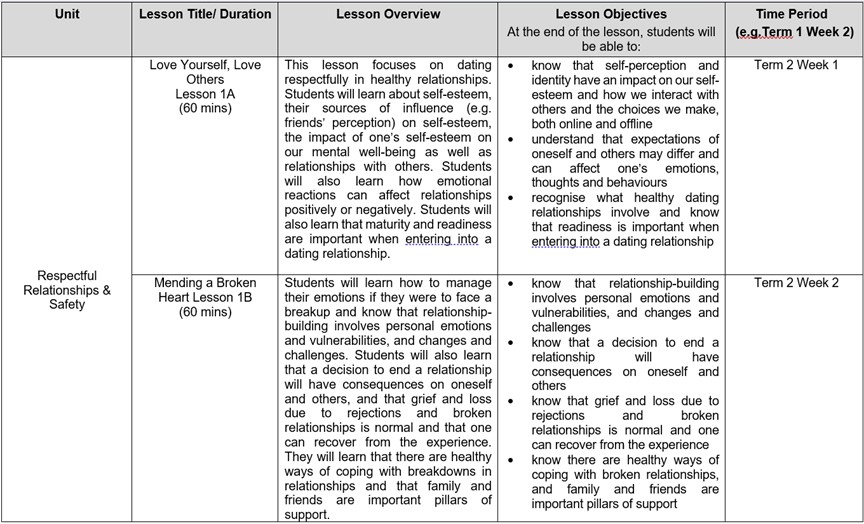 Unit
Lesson Title/ Duration
Lesson Overview
Lesson Objectives
At the end of the lesson, students will
be able to:
Time Period
(e.g.Term 1 Week 2)
Respectful
Relationships &
Safety
Love Yourself, Love
Others
Lesson 1A
(60 mins)
This lesson focuses on dating
respectfully in healthy relationships.
Students will learn about self-esteem,
their sources of influence (e.g.
friends' perception) on self-esteem,
the impact of one's self-esteem on
our mental well-being as well as
relationships with others. Students
will also learn how emotional
reactions can affect relationships
positively or negatively. Students will
also learn that maturity and readiness
are important when entering into a
dating relationship.
• know that self-perception and
identity have an impact on our self-
esteem and how we interact with
others and the choices we make,
both online and offline
• understand that expectations of
oneself and others may differ and
can affect one's emotions,
thoughts and behaviours
• recognise what healthy dating
relationships involve and know
that readiness is important when
entering into a dating relationship
Term 2 Week 1
Mending a Broken
Heart Lesson 1B
(60 mins)
Students will learn how to manage
their emotions if they were to face a
breakup and know that relationship-
building involves personal emotions
and vulnerabilities, and changes and
challenges. Students will also learn
that a decision to end a relationship
will have consequences on oneself
and others, and that grief and loss
due to rejections and broken
relationships is normal and that one
can recover from the experience.
They will learn that there are healthy
ways of coping with breakdowns in
relationships and that family and
friends are important pillars of
support.
• know that relationship-building
involves personal emotions and
vulnerabilities, and changes and
challenges
• know that a decision to end a
relationship will have
consequences on oneself and
others
• know that grief and loss due to
rejections and broken
relationships is normal and one
can recover from the experience
• know there are healthy ways of
coping with broken relationships,
and family and friends are
important pillars of support
Term 2 Week 2